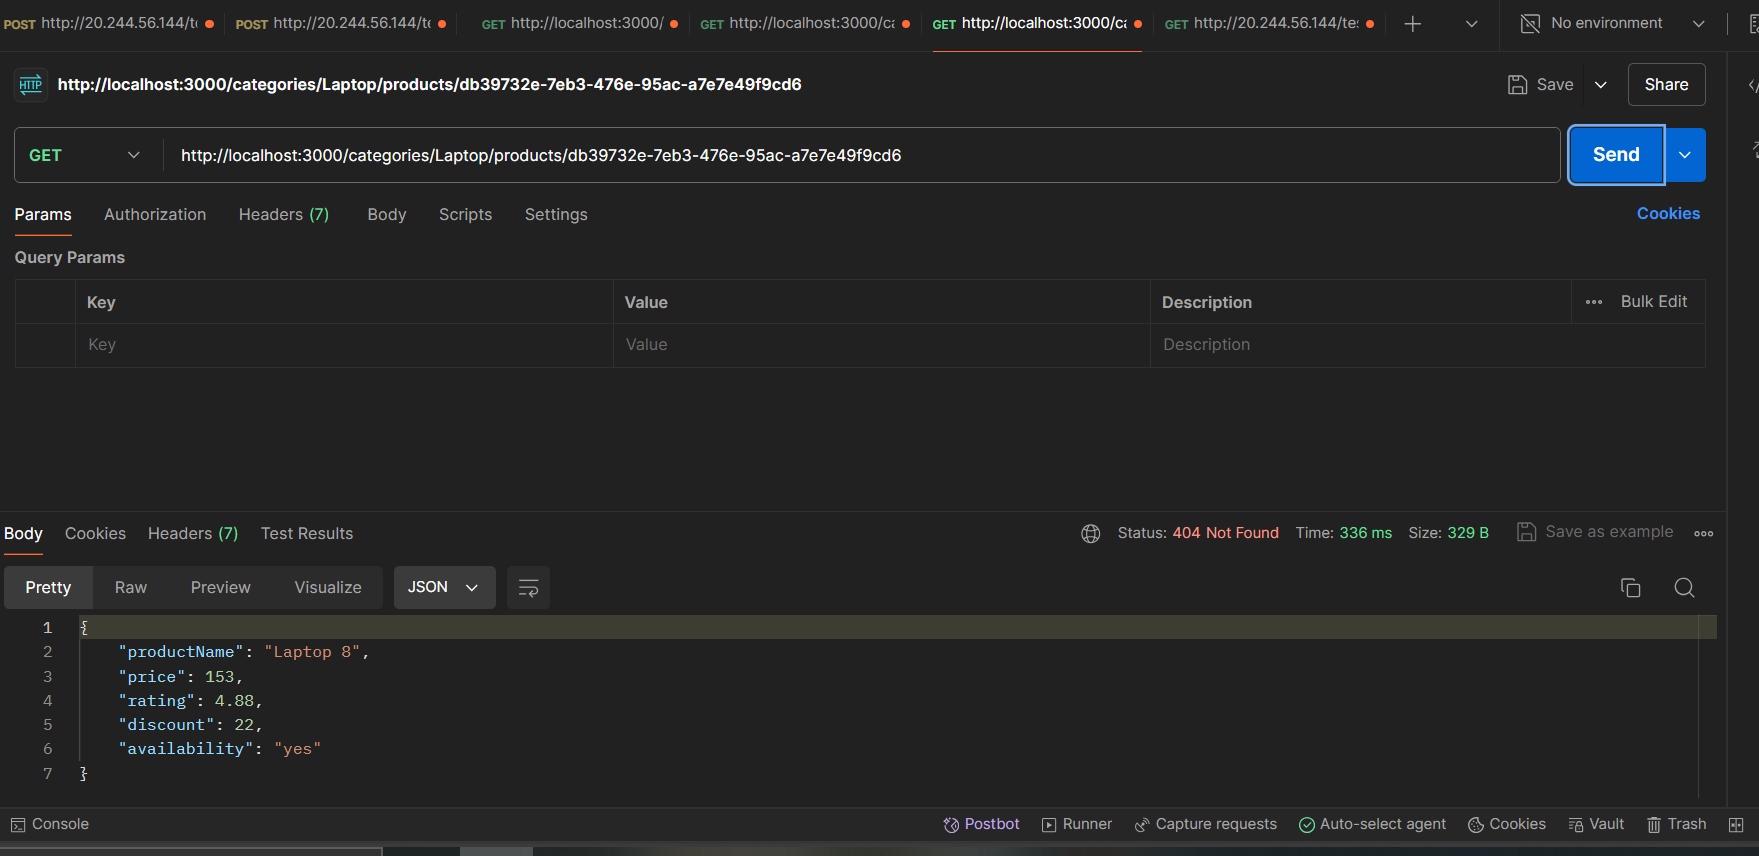 POST http://20.244.56.144/te POST http://20.244.56.144/te GET http://localhost:3000/ GET http://localhost:3000/ca GET http://localhost:3000/ca GET http://20.244.56.144/tes No environment
HTTP http://localhost:3000/categories/Laptop/products/db39732e-7eb3-476e-95ac-a7e7e49f9cd6 Save Share
GET http://localhost:3000/categories/Laptop/products/db39732e-7eb3-476e-95ac-a7e7e49f9cd6 Send
Params Authorization Headers (7) Body Scripts Settings Cookies
Query Params
Key Value Description Bulk Edit
Key Value Description
Body Cookies Headers (7) Test Results Status: 404 Not Found Time: 336 ms Size: 329 B Save as example
Pretty Raw Preview Visualize JSON
1 {
2 "productName": "Laptop 8",
3 "price": 153,
4 "rating": 4.88,
5 "discount": 22,
6 "availability": "yes"
7 }
Console Postbot Runner Capture requests Auto-select agent Cookies Vault Trash